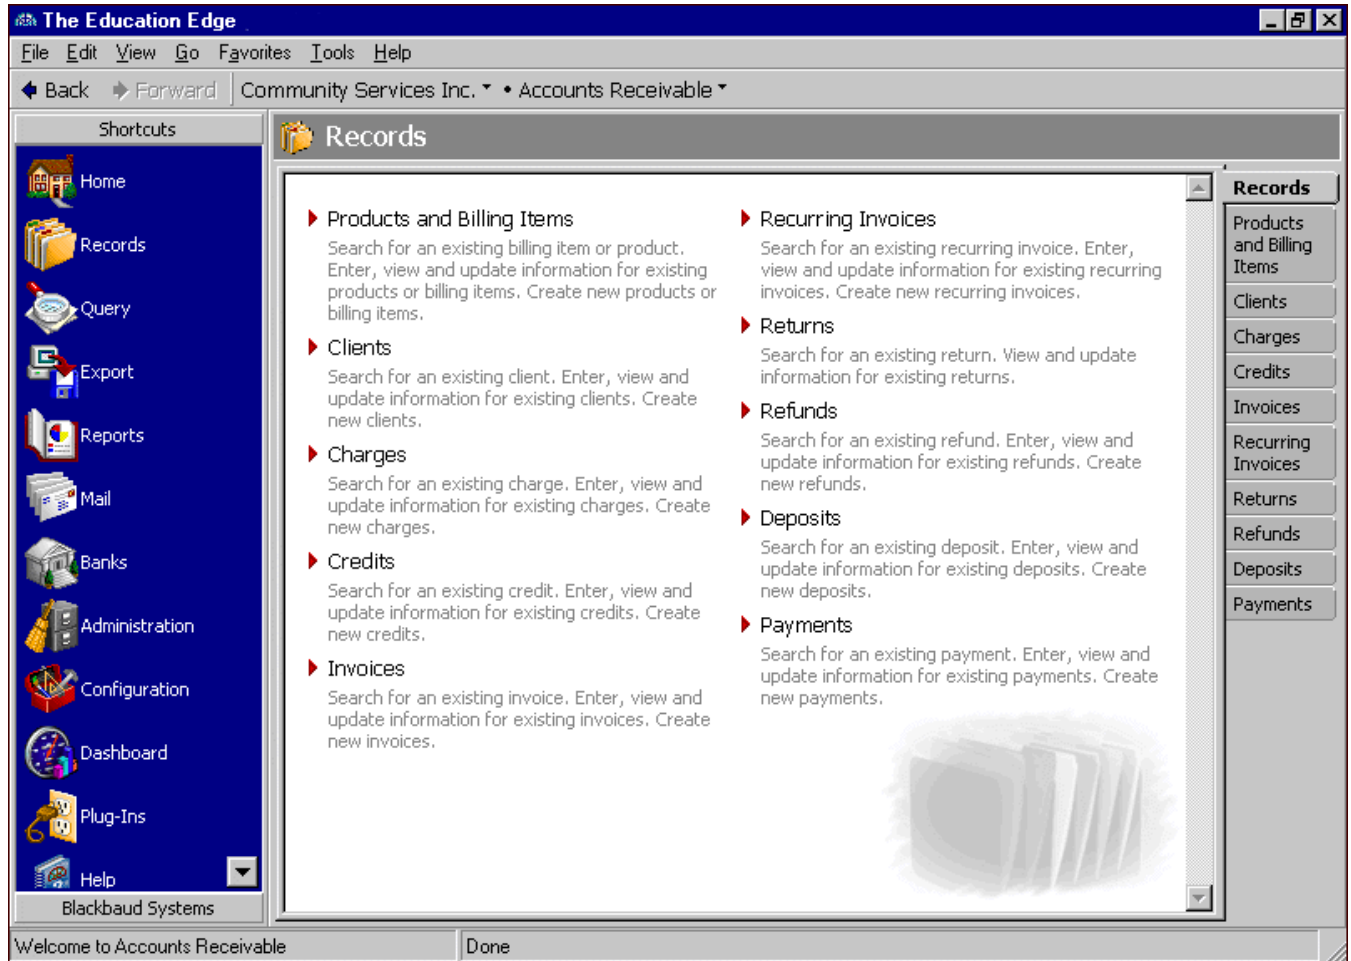 The Education Edge
File Edit View Go Favorites Tools Help
Back Forward Community Services Inc. • Accounts Receivable
Shortcuts
Home
Records
Query
Export
Reports
Mail
Banks
Administration
Configuration
Dashboard
Plug-Ins
Help
Blackbaud Systems
Records
Products and Billing Items
Search for an existing billing item or product.
Enter, view and update information for existing
products or billing items. Create new products or
billing items.
Clients
Search for an existing client. Enter, view and
update information for existing clients. Create
new clients.
Charges
Search for an existing charge. Enter, view and
update information for existing charges. Create
new charges.
Credits
Search for an existing credit. Enter, view and
update information for existing credits. Create
new credits.
Invoices
Search for an existing invoice. Enter, view and
update information for existing invoices. Create
new invoices.
Recurring Invoices
Search for an existing recurring invoice. Enter,
view and update information for existing recurring
invoices. Create new recurring invoices.
Returns
Search for an existing return. View and update
information for existing returns.
Refunds
Search for an existing refund. Enter, view and
update information for existing refunds. Create
new refunds.
Deposits
Search for an existing deposit. Enter, view and
update information for existing deposits. Create
new deposits.
Payments
Search for an existing payment. Enter, view and
update information for existing payments. Create
new payments.
Records
Products
and Billing
Items
Clients
Charges
Credits
Invoices
Recurring
Invoices
Returns
Refunds
Deposits
Payments
Welcome to Accounts Receivable
Done